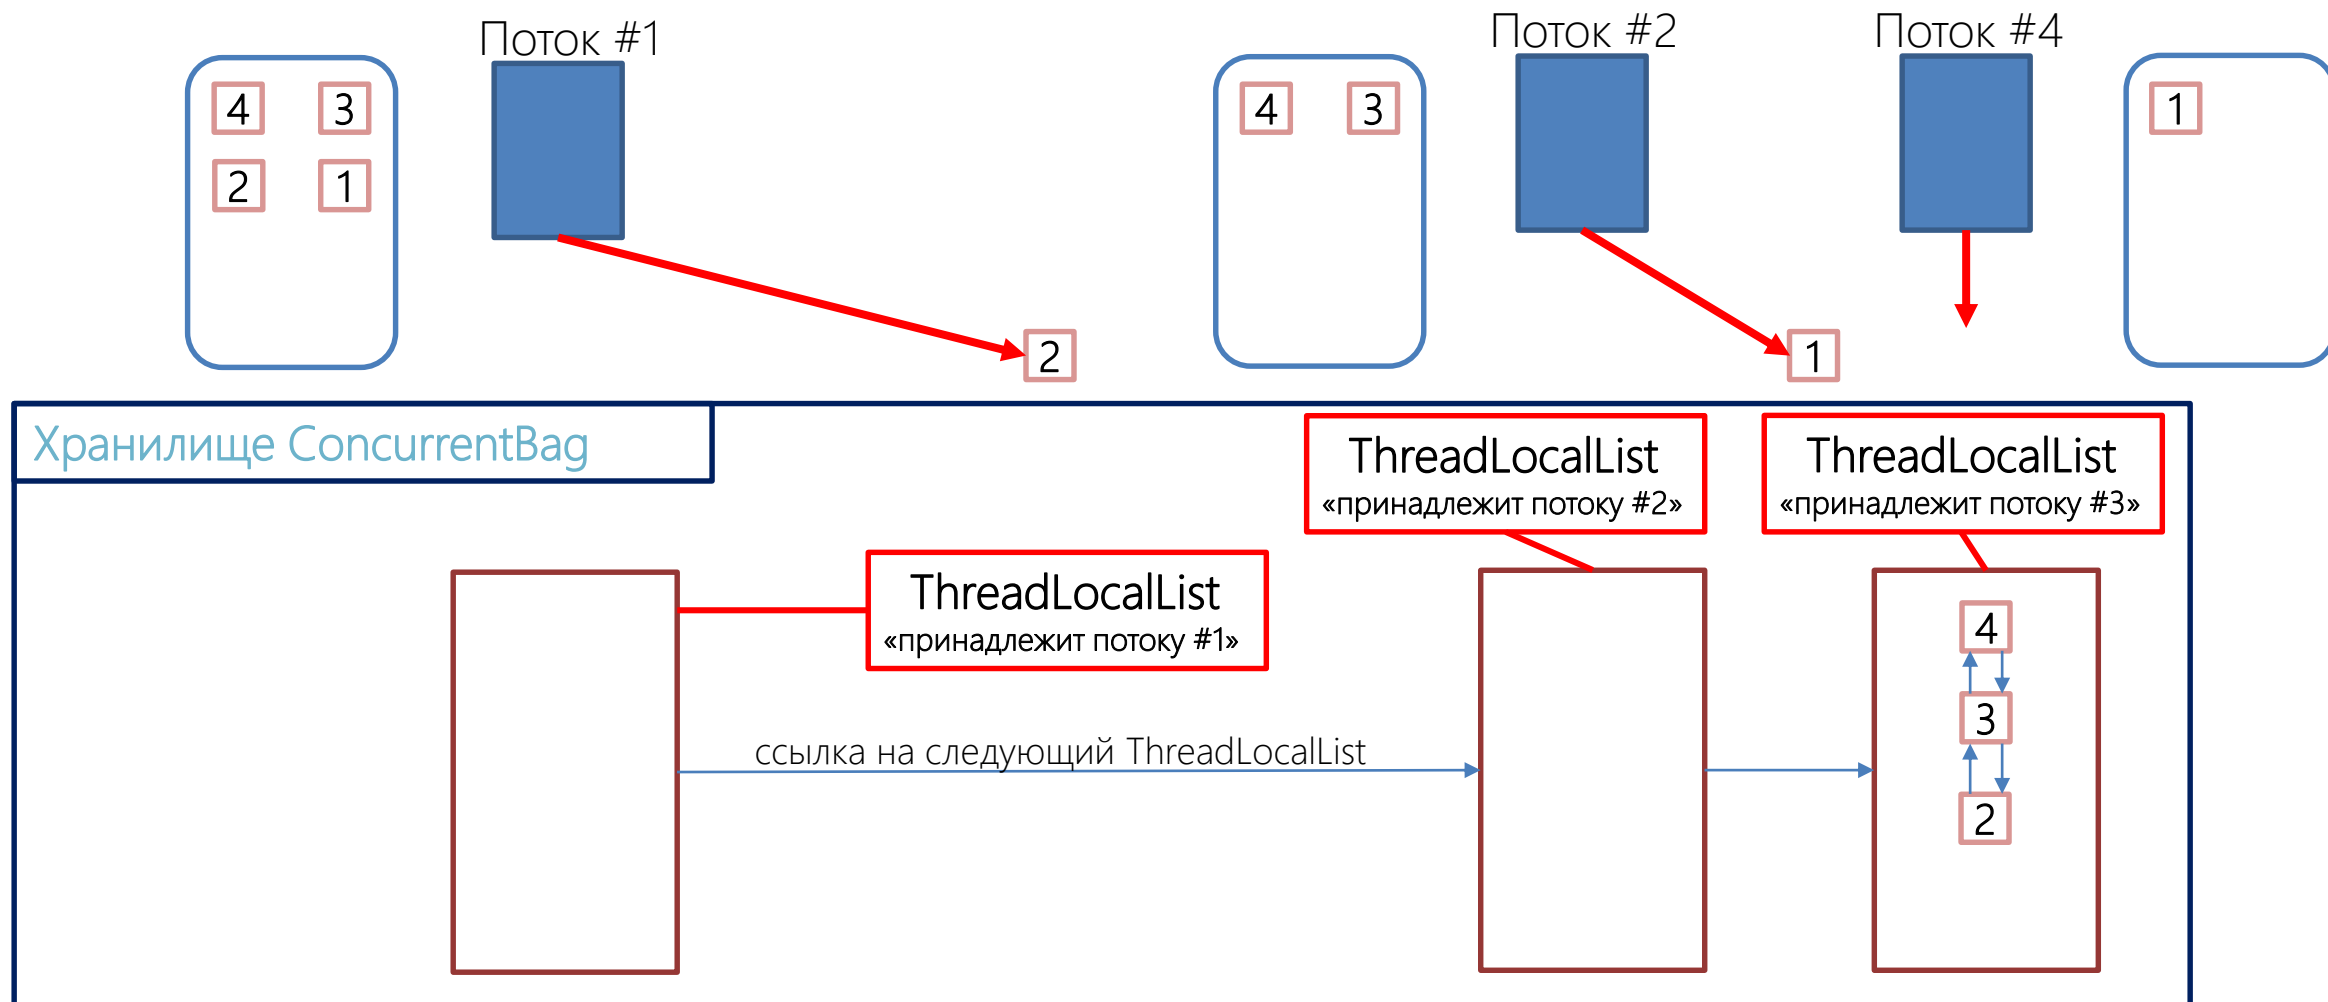 Поток #1
Поток #2
Поток #4
4 3
2 1
4 3
1
2
1
Хранилище ConcurrentBag
ThreadLocalList
«принадлежит потоку #2»
ThreadLocalList
«принадлежит потоку #3»
ThreadLocalList
«принадлежит потоку #1»
ссылка на следующий ThreadLocalList
4
3
2